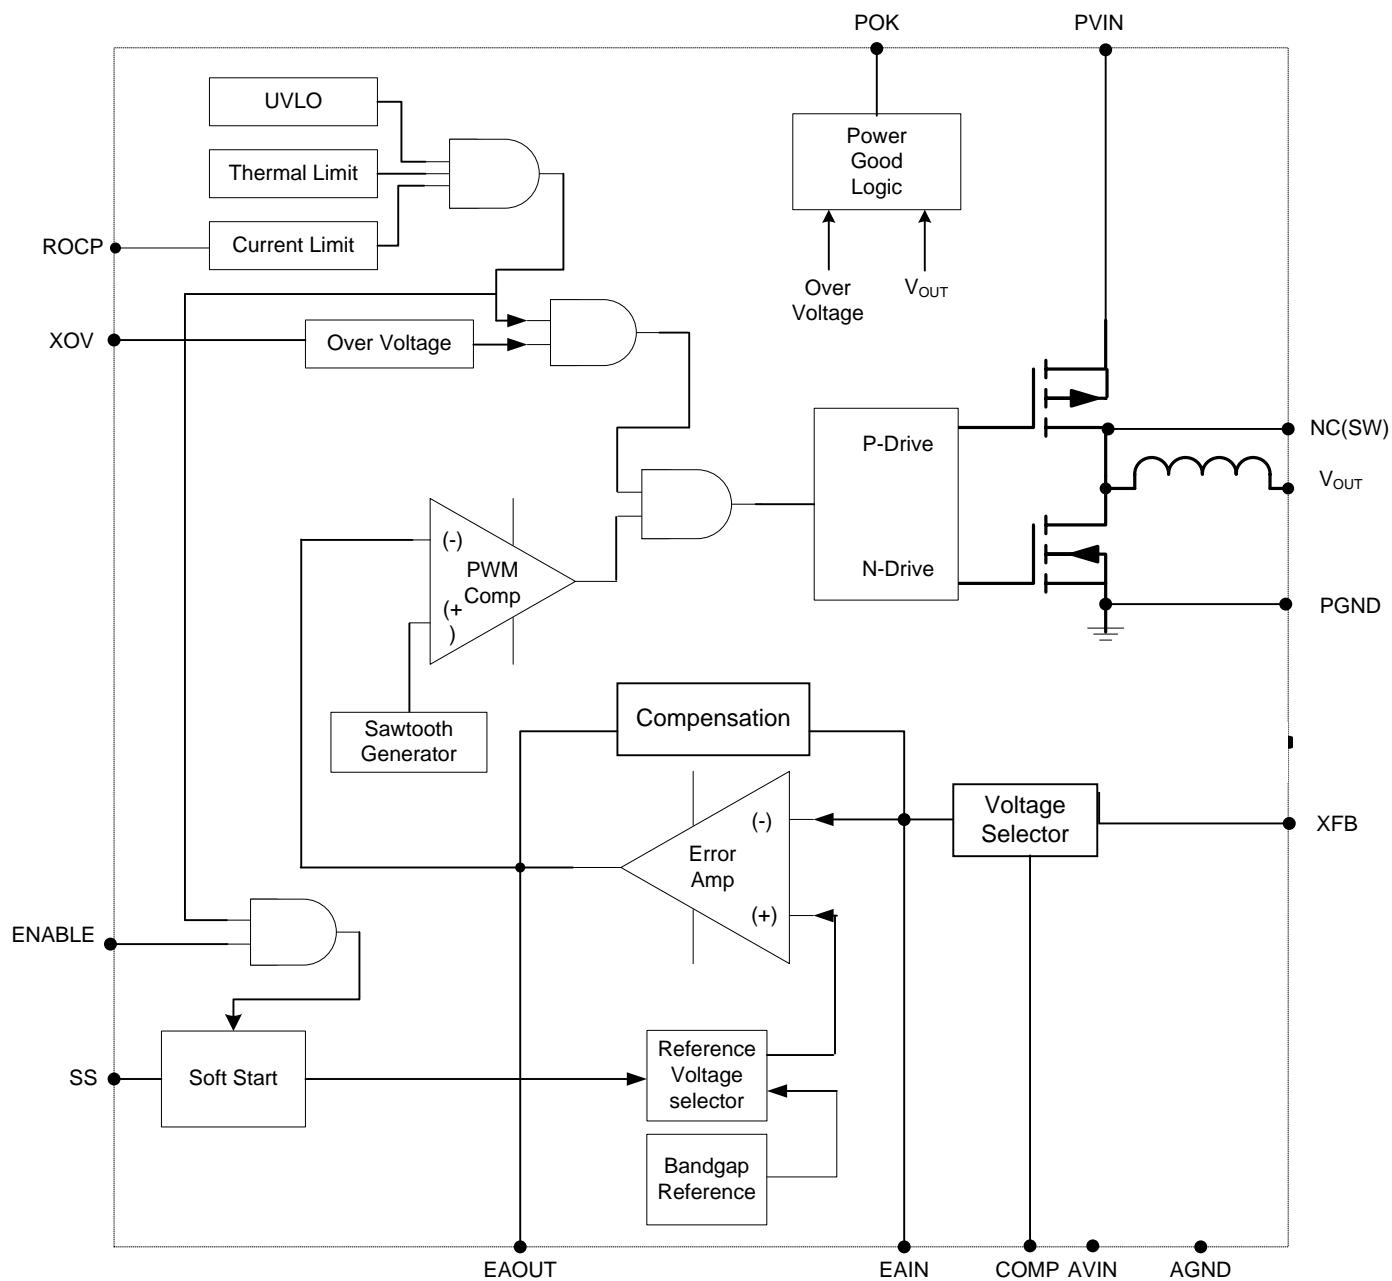 POK
PVIN
UVLO
Thermal Limit
ROCP
Current Limit
Power
Good
Logic
Over
Voltage
VOUT
XOV
Over Voltage
P-Drive
N-Drive
NC(SW)
VOUT
PGND
(-)
PWM
Comp
(+
)
Sawtooth
Generator
Compensation
Voltage
Selector
XFB
(-)
Error
Amp
(+)
ENABLE
SS
Soft Start
Reference
Voltage
selector
Bandgap
Reference
EAOUT
EAIN
COMP
AVIN
AGND